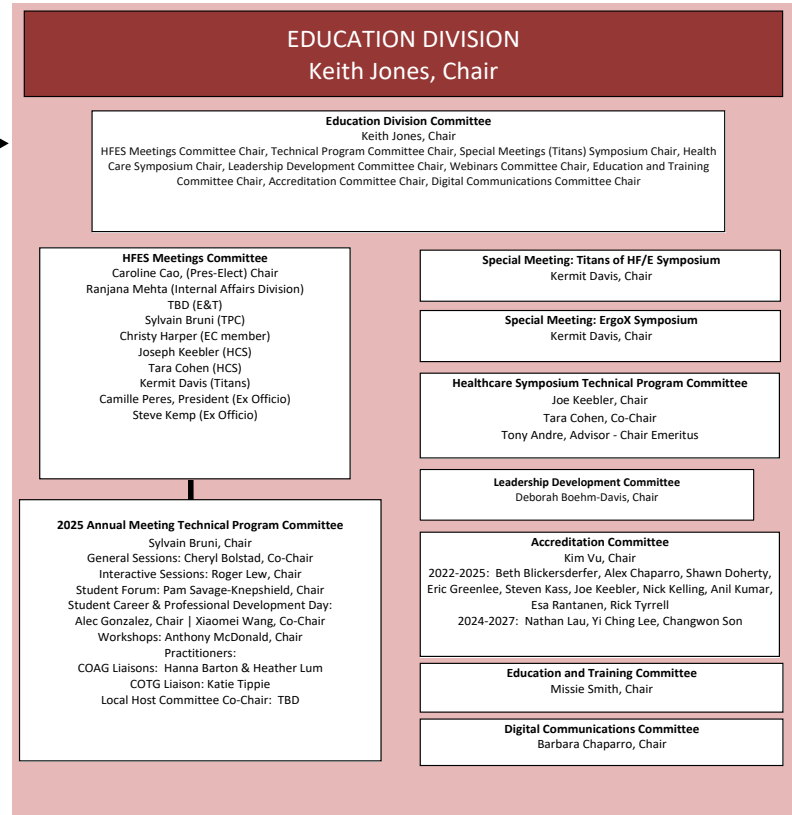 EDUCATION DIVISION
Keith Jones, Chair
Education Division Committee
Keith Jones, Chair
HFES Meetings Committee Chair, Technical Program Committee Chair, Special Meetings (Titans) Symposium Chair, Health
Care Symposium Chair, Leadership Development Committee Chair, Webinars Committee Chair, Education and Training
Committee Chair, Accreditation Committee Chair, Digital Communications Committee Chair
HFES Meetings Committee
Caroline Cao, (Pres-Elect) Chair
Ranjana Mehta (Internal Affairs Division)
TBD (E&T)
Sylvain Bruni (TPC)
Christy Harper (EC member)
Joseph Keebler (HCS)
Tara Cohen (HCS)
Kermit Davis (Titans)
Camille Peres, President (Ex Officio)
Steve Kemp (Ex Officio)
2025 Annual Meeting Technical Program Committee
Sylvain Bruni, Chair
General Sessions: Cheryl Bolstad, Co-Chair
Interactive Sessions: Roger Lew, Chair
Student Forum: Pam Savage-Knepshield, Chair
Student Career & Professional Development Day:
Alec Gonzalez, Chair | Xiaomei Wang, Co-Chair
Workshops: Anthony McDonald, Chair
Practitioners:
COAG Liaisons:  Hanna Barton & Heather Lum
COTG Liaison: Katie Tippie
Local Host Committee Co-Chair:  TBD
Special Meeting: Titans of HF/E Symposium
Kermit Davis, Chair
Special Meeting: ErgoX Symposium
Kermit Davis, Chair
Healthcare Symposium Technical Program Committee
Joe Keebler, Chair
Tara Cohen, Co-Chair
Tony Andre, Advisor - Chair Emeritus
Leadership Development Committee
Deborah Boehm-Davis, Chair
Accreditation Committee
Kim Vu, Chair
2022-2025:  Beth Blickersderfer, Alex Chaparro, Shawn Doherty,
Eric Greenlee, Steven Kass, Joe Keebler, Nick Kelling, Anil Kumar,
Esa Rantanen, Rick Tyrrell
2024-2027:  Nathan Lau, Yi Ching Lee, Changwon Son
Education and Training Committee
Missie Smith, Chair
Digital Communications Committee
Barbara Chaparro, Chair